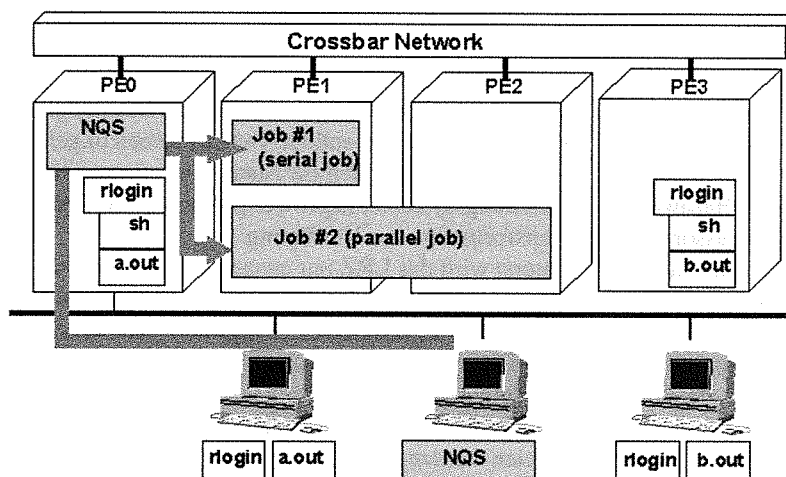 Crossbar Network
PE0 PE1 PE2 PE3
NQS
Job #1
(serial job)
rlogin
sh
a.out
Job #2 (parallel job)
rlogin
sh
b.out
rlogin a.out
NQS
rlogin b.out